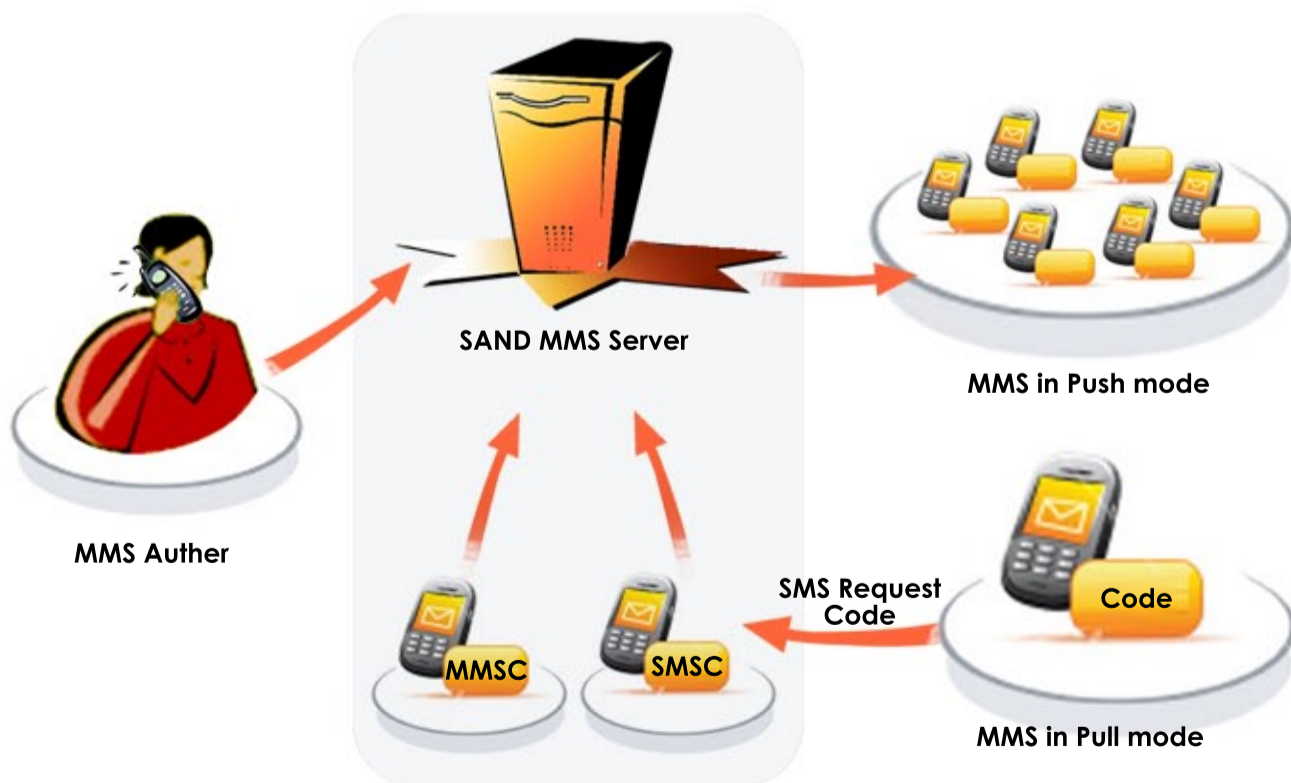 SAND MMS Server
MMS in Push mode
MMS Auther
SMS Request
Code
Code
MMSC
SMSC
MMS in Pull mode